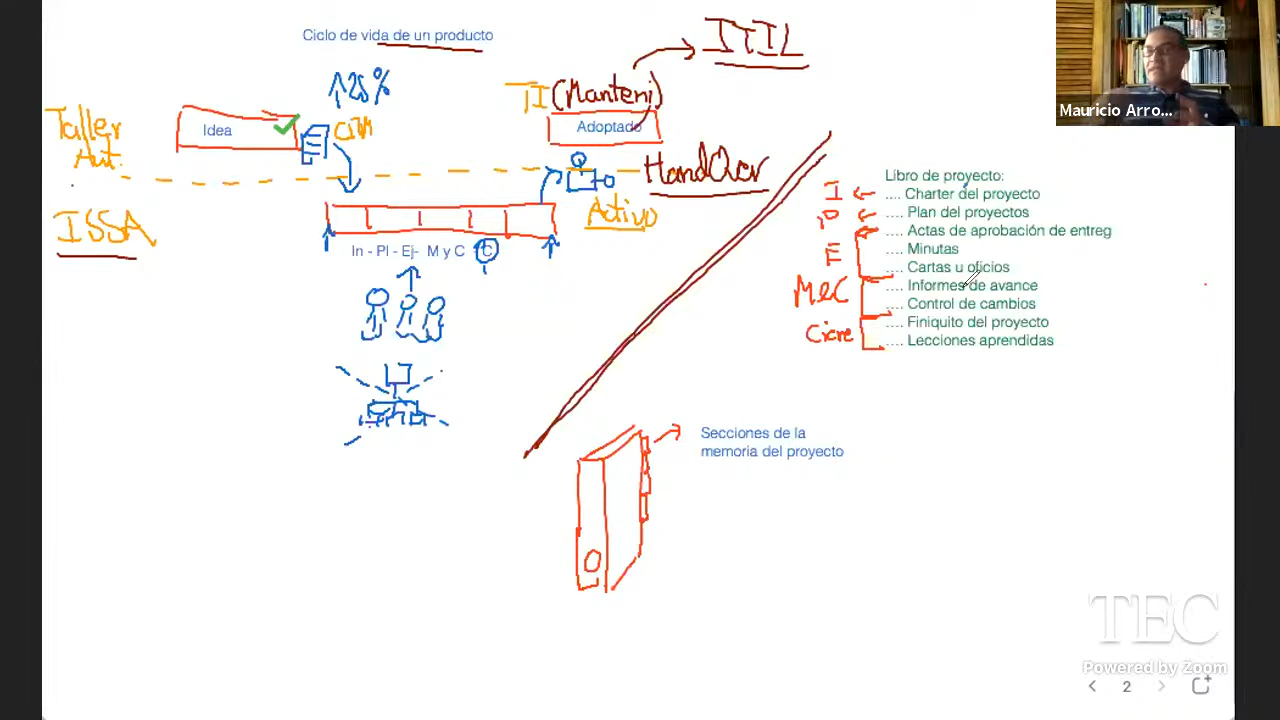 Ciclo de vida de un producto
ITIL
↑25%
TI (Manteni)
Taller
Aut.
Idea
Adoptado
HandOver
ISSA
Activo
In - Pl - Ej- M y C - C
Libro de proyecto:
I ← .... Charter del proyecto
P ← .... Plan del proyectos
.... Actas de aprobación de entreg
E
.... Minutas
.... Cartas u oficios
M&C
.... Informes de avance
.... Control de cambios
Cierre
.... Finiquito del proyecto
.... Lecciones aprendidas
Secciones de la
memoria del proyecto
Mauricio Arro...
TEC
Powered by Zoom
2